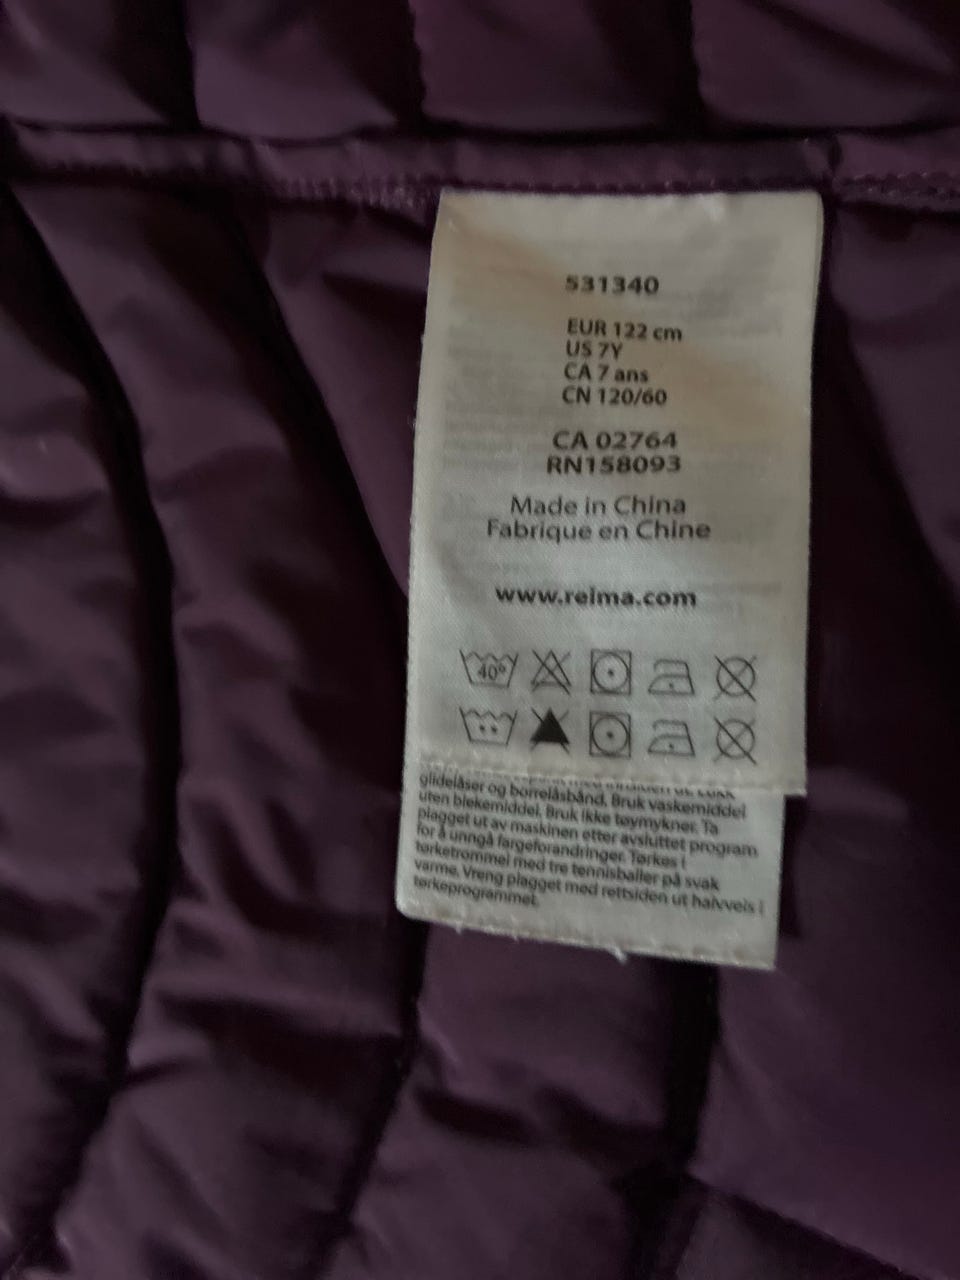 531340
EUR 122 cm
US 7Y
CA 7 ans
CN 120/60
CA 02764
RN158093
Made in China
Fabrique en Chine
www.reima.com
40°
glidelåser og borrelåsbånd. Bruk vaskemiddel
uten blekemiddel. Bruk ikke tøymykner. Ta
plagget ut av maskinen etter avsluttet program
for å unngå fargeforandringer. Tørkes i
tørketrommel med tre tennisballer på svak
varme. Vreng plagget med rettsiden ut halvveis i
tørkeprogrammet.